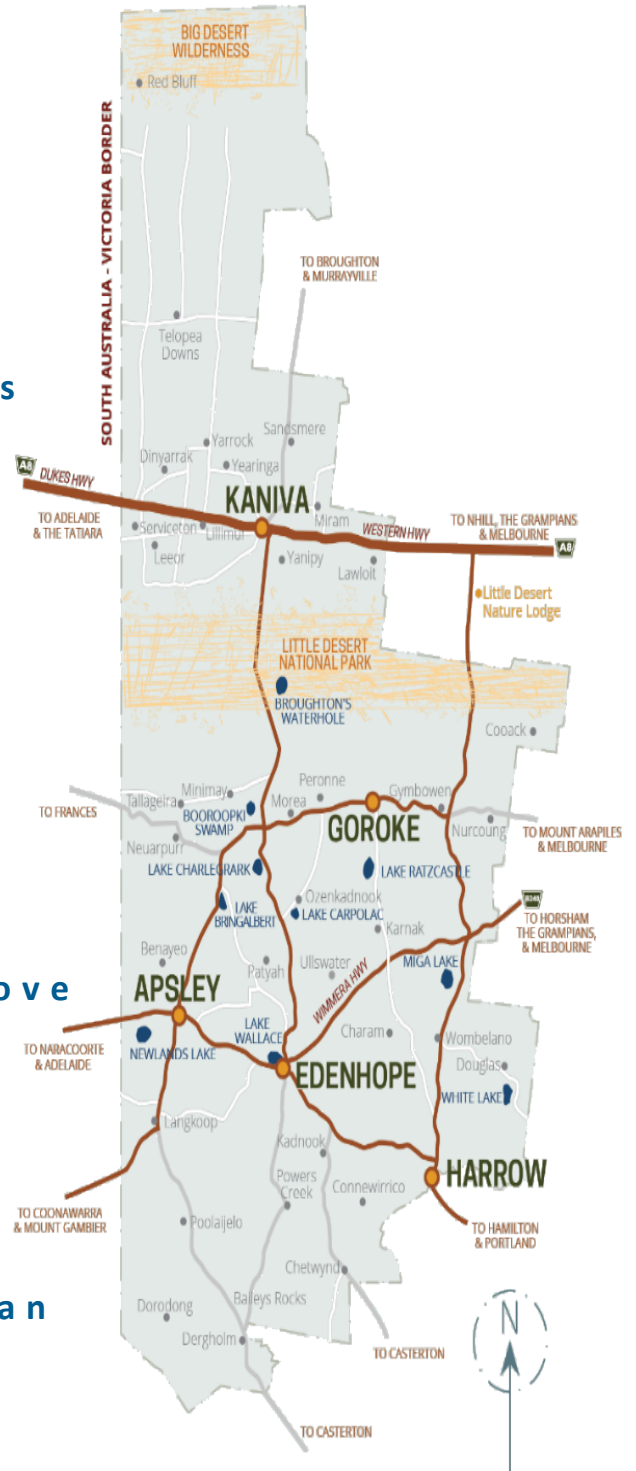 BIG DESERT
WILDERNESS
Red Bluff
SOUTH AUSTRALIA - VICTORIA BORDER
TO BROUGHTON
& MURRAYVILLE
Telopea
Downs
s
Sandsmere
Yarrock
Dinyarrak
Yearinga
A8
DUKES HWY
KANIVA
TO ADELAIDE
& THE TATIARA
Serviceton
Lillimur
Miram
WESTERN HWY
TO NHILL, THE GRAMPIANS
& MELBOURNE
A8
Leeor
Yanipy
Lawloit
Little Desert
Nature Lodge
LITTLE DESERT
NATIONAL PARK
BROUGHTON'S
WATERHOLE
Cooack
Peronne
Minimay
Tallageira
Gymbowen
TO FRANCES
BOOROOPKI
SWAMP
Morea
GOROKE
Nurcoung
TO MOUNT ARAPILES
& MELBOURNE
Neuarpurr
LAKE CHARLEGRARK
LAKE RATZCASTLE
Ozenkadnook
LAKE
BRINGALBERT
LAKE CARPOLAC
Karnak
TO HORSHAM
THE GRAMPIANS,
& MELBOURNE
Benayeo
Patyah
Ullswater
WIMMERA HWY
MIGA LAKE
ove
APSLEY
LAKE
WALLACE
Charam
Wombelano
TO NARACOORTE
& ADELAIDE
NEWLANDS LAKE
EDENHOPE
Douglas
WHITE LAKE
Langkoop
Kadnook
HARROW
Powers
Creek
Connewirrico
TO COONAWARRA
& MOUNT GAMBIER
Poolaijelo
TO HAMILTON
& PORTLAND
Chetwynd
Baileys Rocks
an
Dorodong
N
Dergholm
TO CASTERTON
TO CASTERTON